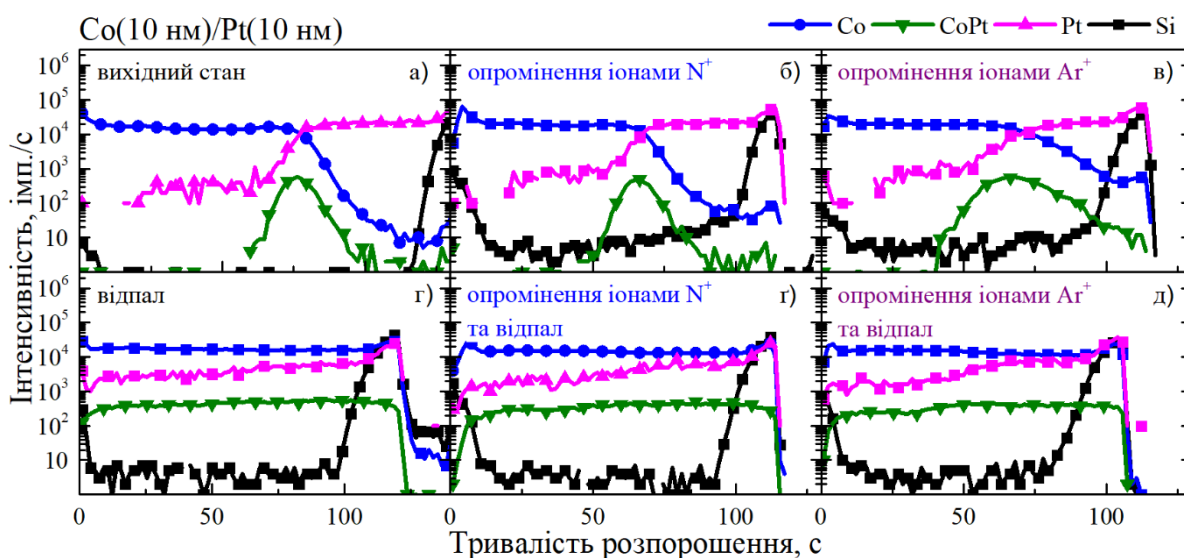 Co(10 нм)/Pt(10 нм)
Co CoPt Pt Si
вихідний стан а)
опромінення іонами N⁺ б)
опромінення іонами Ar⁺ в)
10⁶
10⁵
10⁴
10³
10²
10
відпал г)
опромінення іонами N⁺ ґ)
та відпал
опромінення іонами Ar⁺ д)
та відпал
10⁶
10⁵
10⁴
10³
10²
10
0 50 100 0 50 100 0 50 100
Інтенсивність, імп./с
Тривалість розпорошення, с